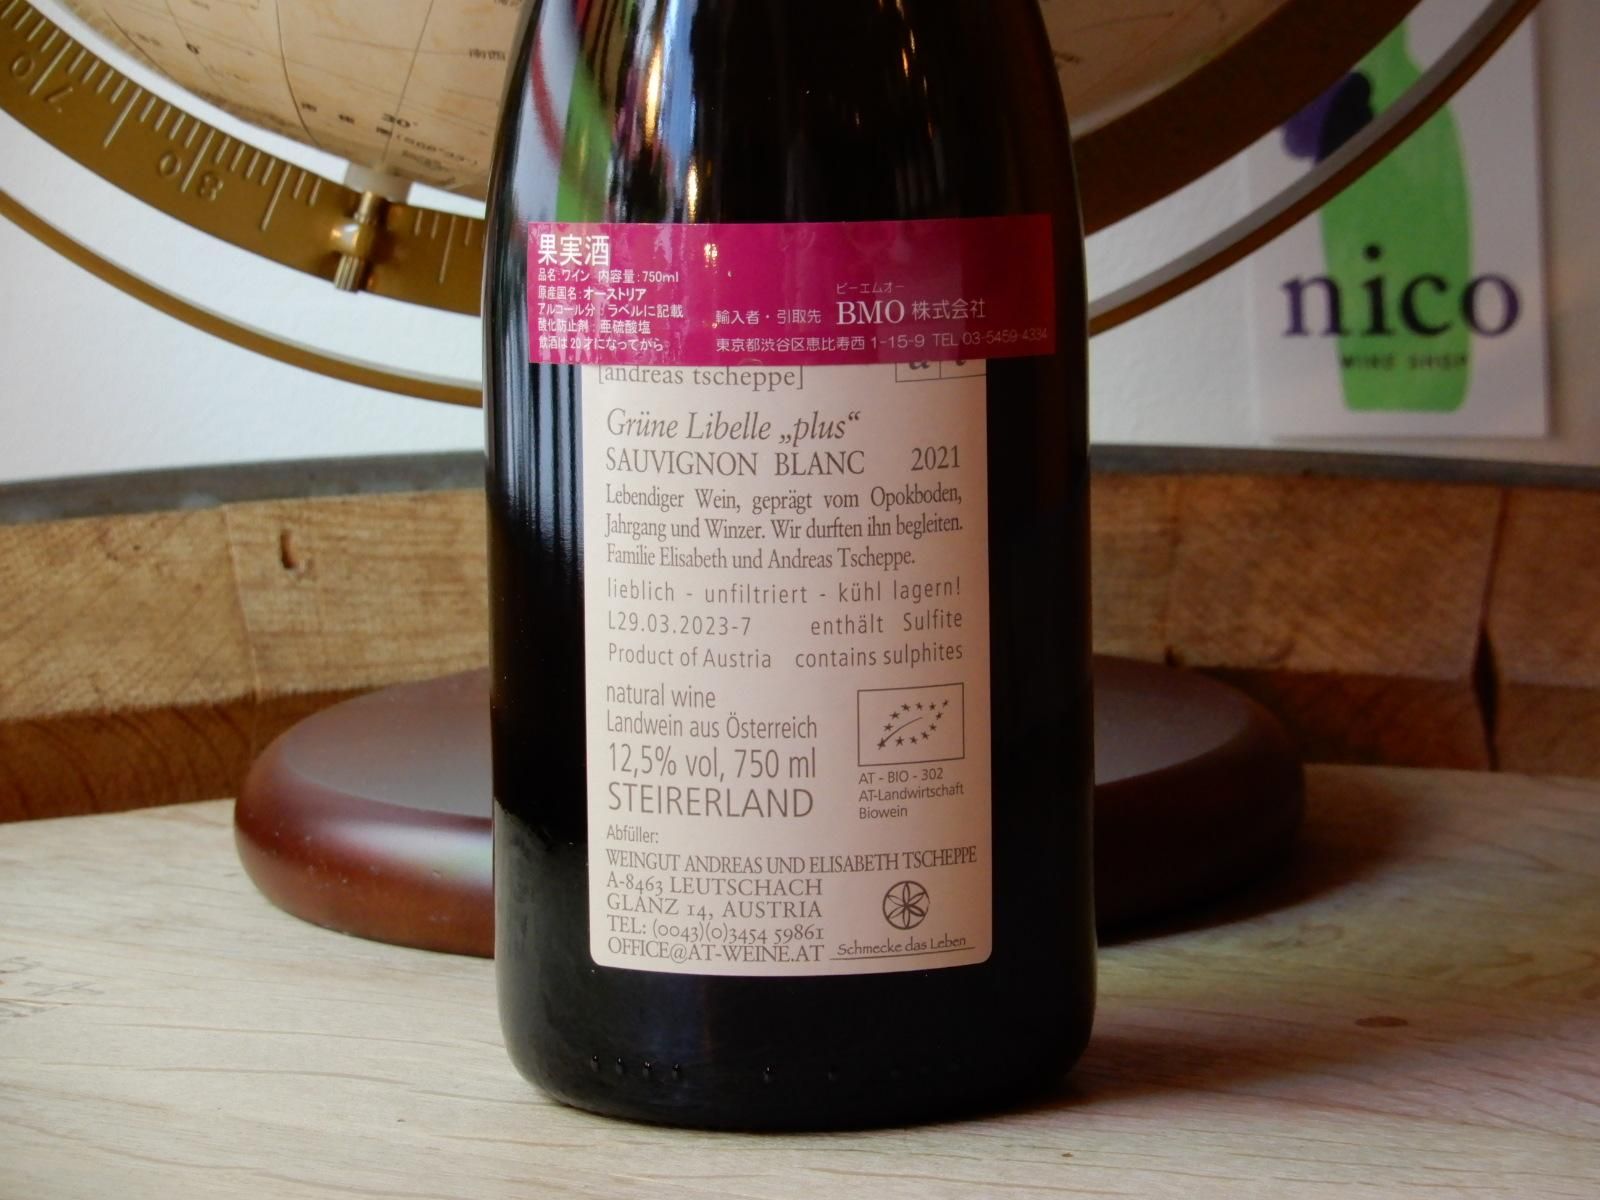 果実酒
品名:ワイン 内容量:750ml
原産国名:オーストリア
アルコール分:ラベルに記載
酸化防止剤:亜硫酸塩
飲酒は20才になってから
ビーエムオー
輸入者・引取先 BMO 株式会社
東京都渋谷区恵比寿西 1-15-9 TEL 03-5459-4334
[andreas tscheppe]
Grüne Libelle „plus“
SAUVIGNON BLANC 2021
Lebendiger Wein, geprägt vom Opokboden,
Jahrgang und Winzer. Wir durften ihn begleiten.
Familie Elisabeth und Andreas Tscheppe.
lieblich - unfiltriert - kühl lagern!
L29.03.2023-7 enthält Sulfite
Product of Austria contains sulphites
natural wine
Landwein aus Österreich
12,5% vol, 750 ml
STEIRERLAND
AT - BIO - 302
AT-Landwirtschaft
Biowein
Abfüller:
WEINGUT ANDREAS UND ELISABETH TSCHEPPE
A-8463 LEUTSCHACH
GLANZ 14, AUSTRIA
TEL: (0043)(0)3454 59861
OFFICE@AT-WEINE.AT
Schmecke das Leben
nico
WINE SHOP
30°